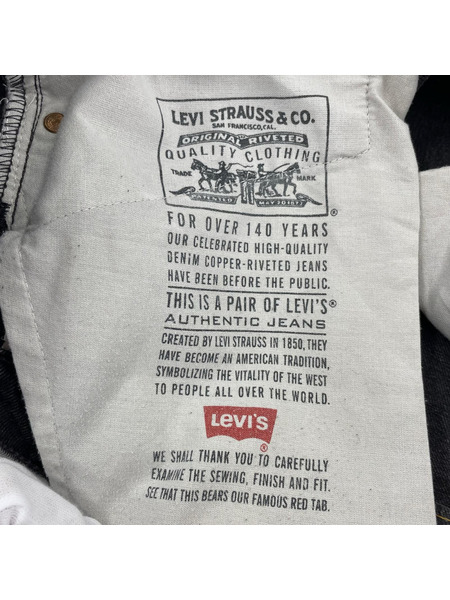 LEVI STRAUSS & CO.
SAN FRANCISCO, CAL.
ORIGINAL RIVETED
QUALITY CLOTHING
TRADE MARK
PATENTED MAY 20 1873
®
FOR OVER 140 YEARS
OUR CELEBRATED HIGH-QUALITY
DENIM COPPER-RIVETED JEANS
HAVE BEEN BEFORE THE PUBLIC.
THIS IS A PAIR OF LEVI'S®
AUTHENTIC JEANS
CREATED BY LEVI STRAUSS IN 1850, THEY
HAVE BECOME AN AMERICAN TRADITION,
SYMBOLIZING THE VITALITY OF THE WEST
TO PEOPLE ALL OVER THE WORLD.
LEVI'S
®
WE SHALL THANK YOU TO CAREFULLY
EXAMINE THE SEWING, FINISH AND FIT.
SEE THAT THIS BEARS OUR FAMOUS RED TAB.